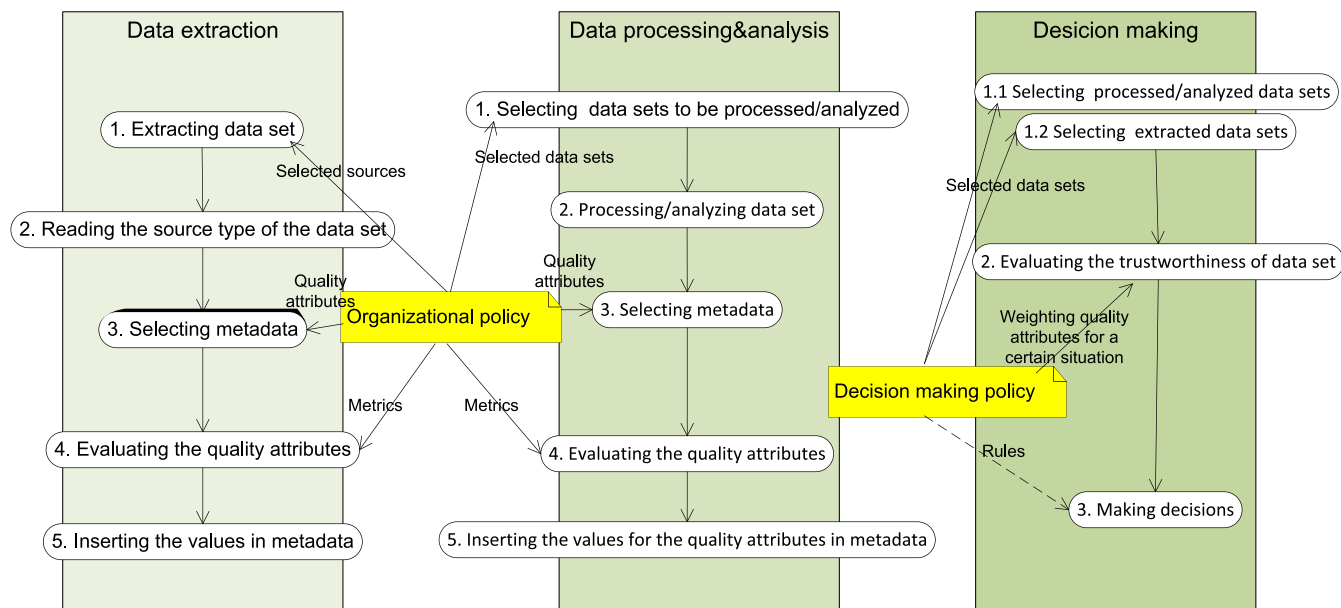 Data extraction
1. Extracting data set
Selected sources
2. Reading the source type of the data set
Quality
attributes
3. Selecting metadata
Organizational policy
Metrics
4. Evaluating the quality attributes
5. Inserting the values in metadata
Data processing&analysis
1. Selecting data sets to be processed/analyzed
Selected data sets
2. Processing/analyzing data set
Quality
attributes
3. Selecting metadata
Metrics
4. Evaluating the quality attributes
5. Inserting the values for the quality attributes in metadata
Desicion making
1.1 Selecting processed/analyzed data sets
1.2 Selecting extracted data sets
Selected data sets
2. Evaluating the trustworthiness of data set
Weighting quality
attributes for a
certain situation
Decision making policy
Rules
3. Making decisions